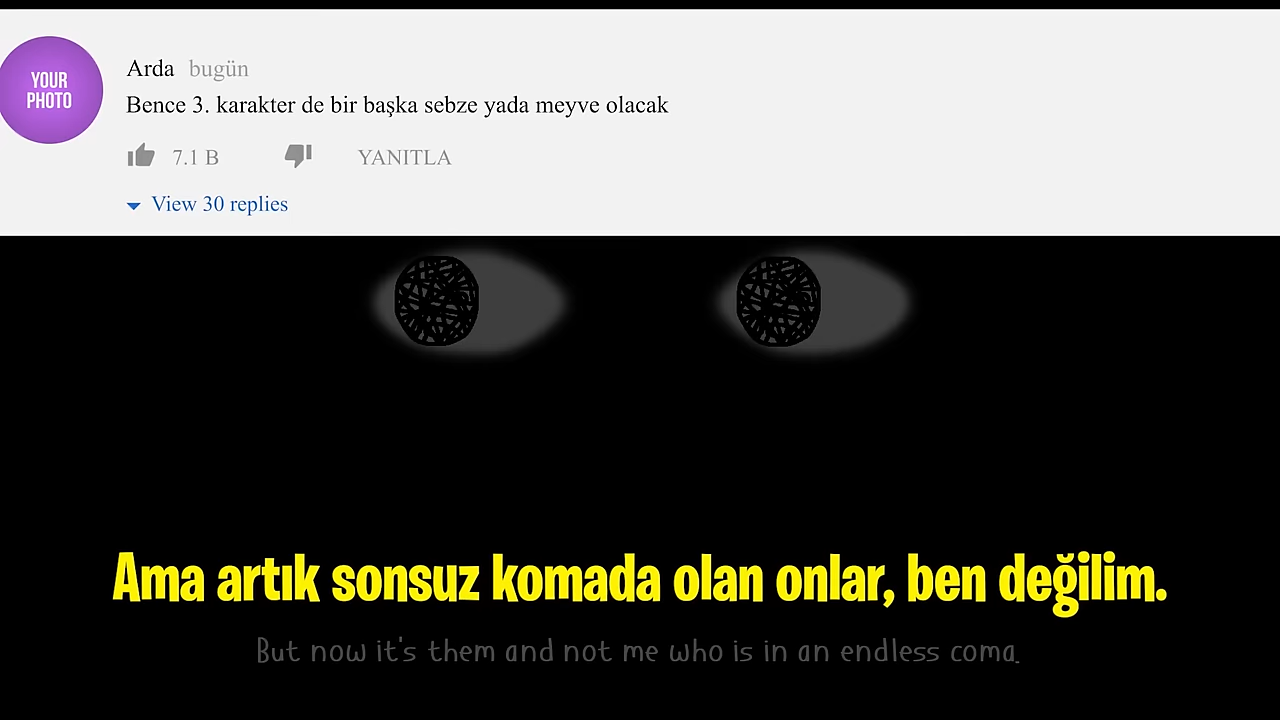 YOUR
PHOTO
Arda bugün
Bence 3. karakter de bir başka sebze yada meyve olacak
7.1 B YANITLA
View 30 replies
Ama artık sonsuz komada olan onlar, ben değilim.
But now it's them and not me who is in an endless coma.